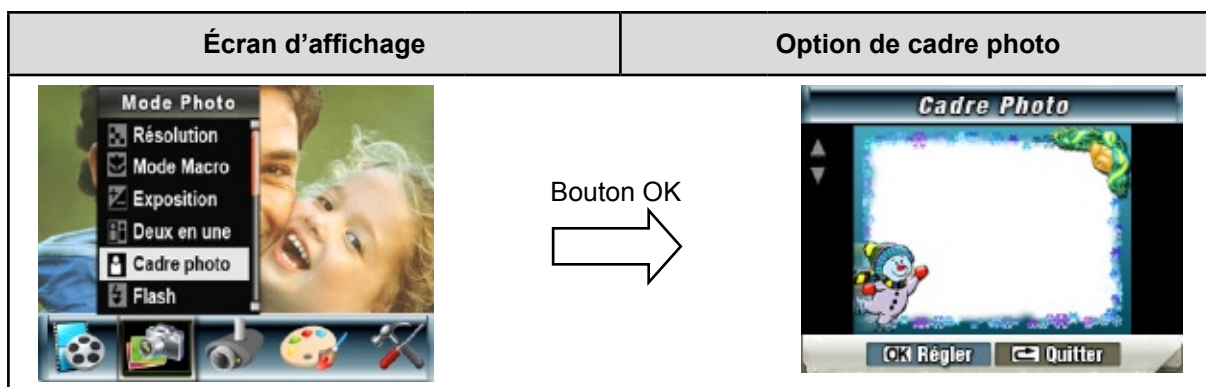 Écran d’affichage
Option de cadre photo
Mode Photo
Résolution
Mode Macro
Exposition
Deux en une
Cadre photo
Flash
Bouton OK
Cadre Photo
OK Régler
Quitter